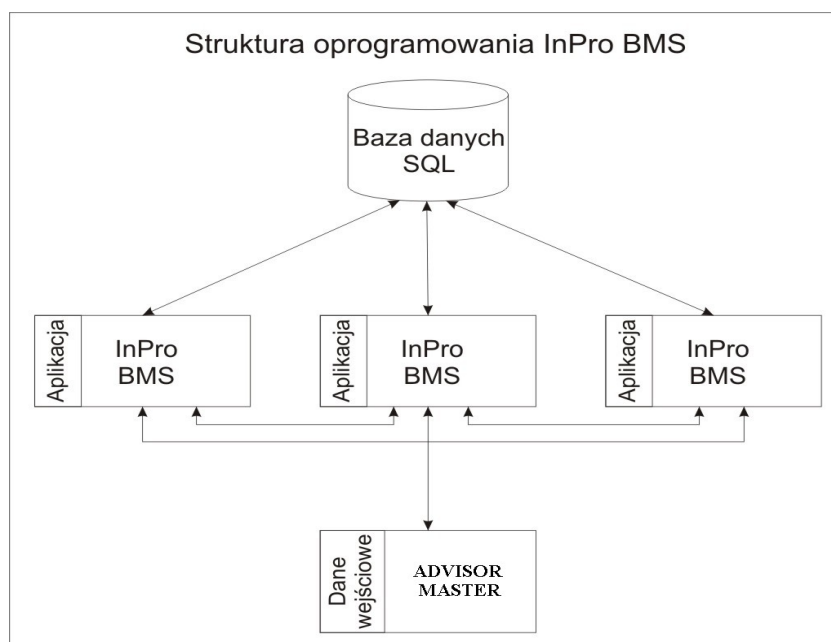 Struktura oprogramowania InPro BMS
Baza danych
SQL
Aplikacja
InPro
BMS
Aplikacja
InPro
BMS
Aplikacja
InPro
BMS
Dane
wejściowe
ADVISOR
MASTER